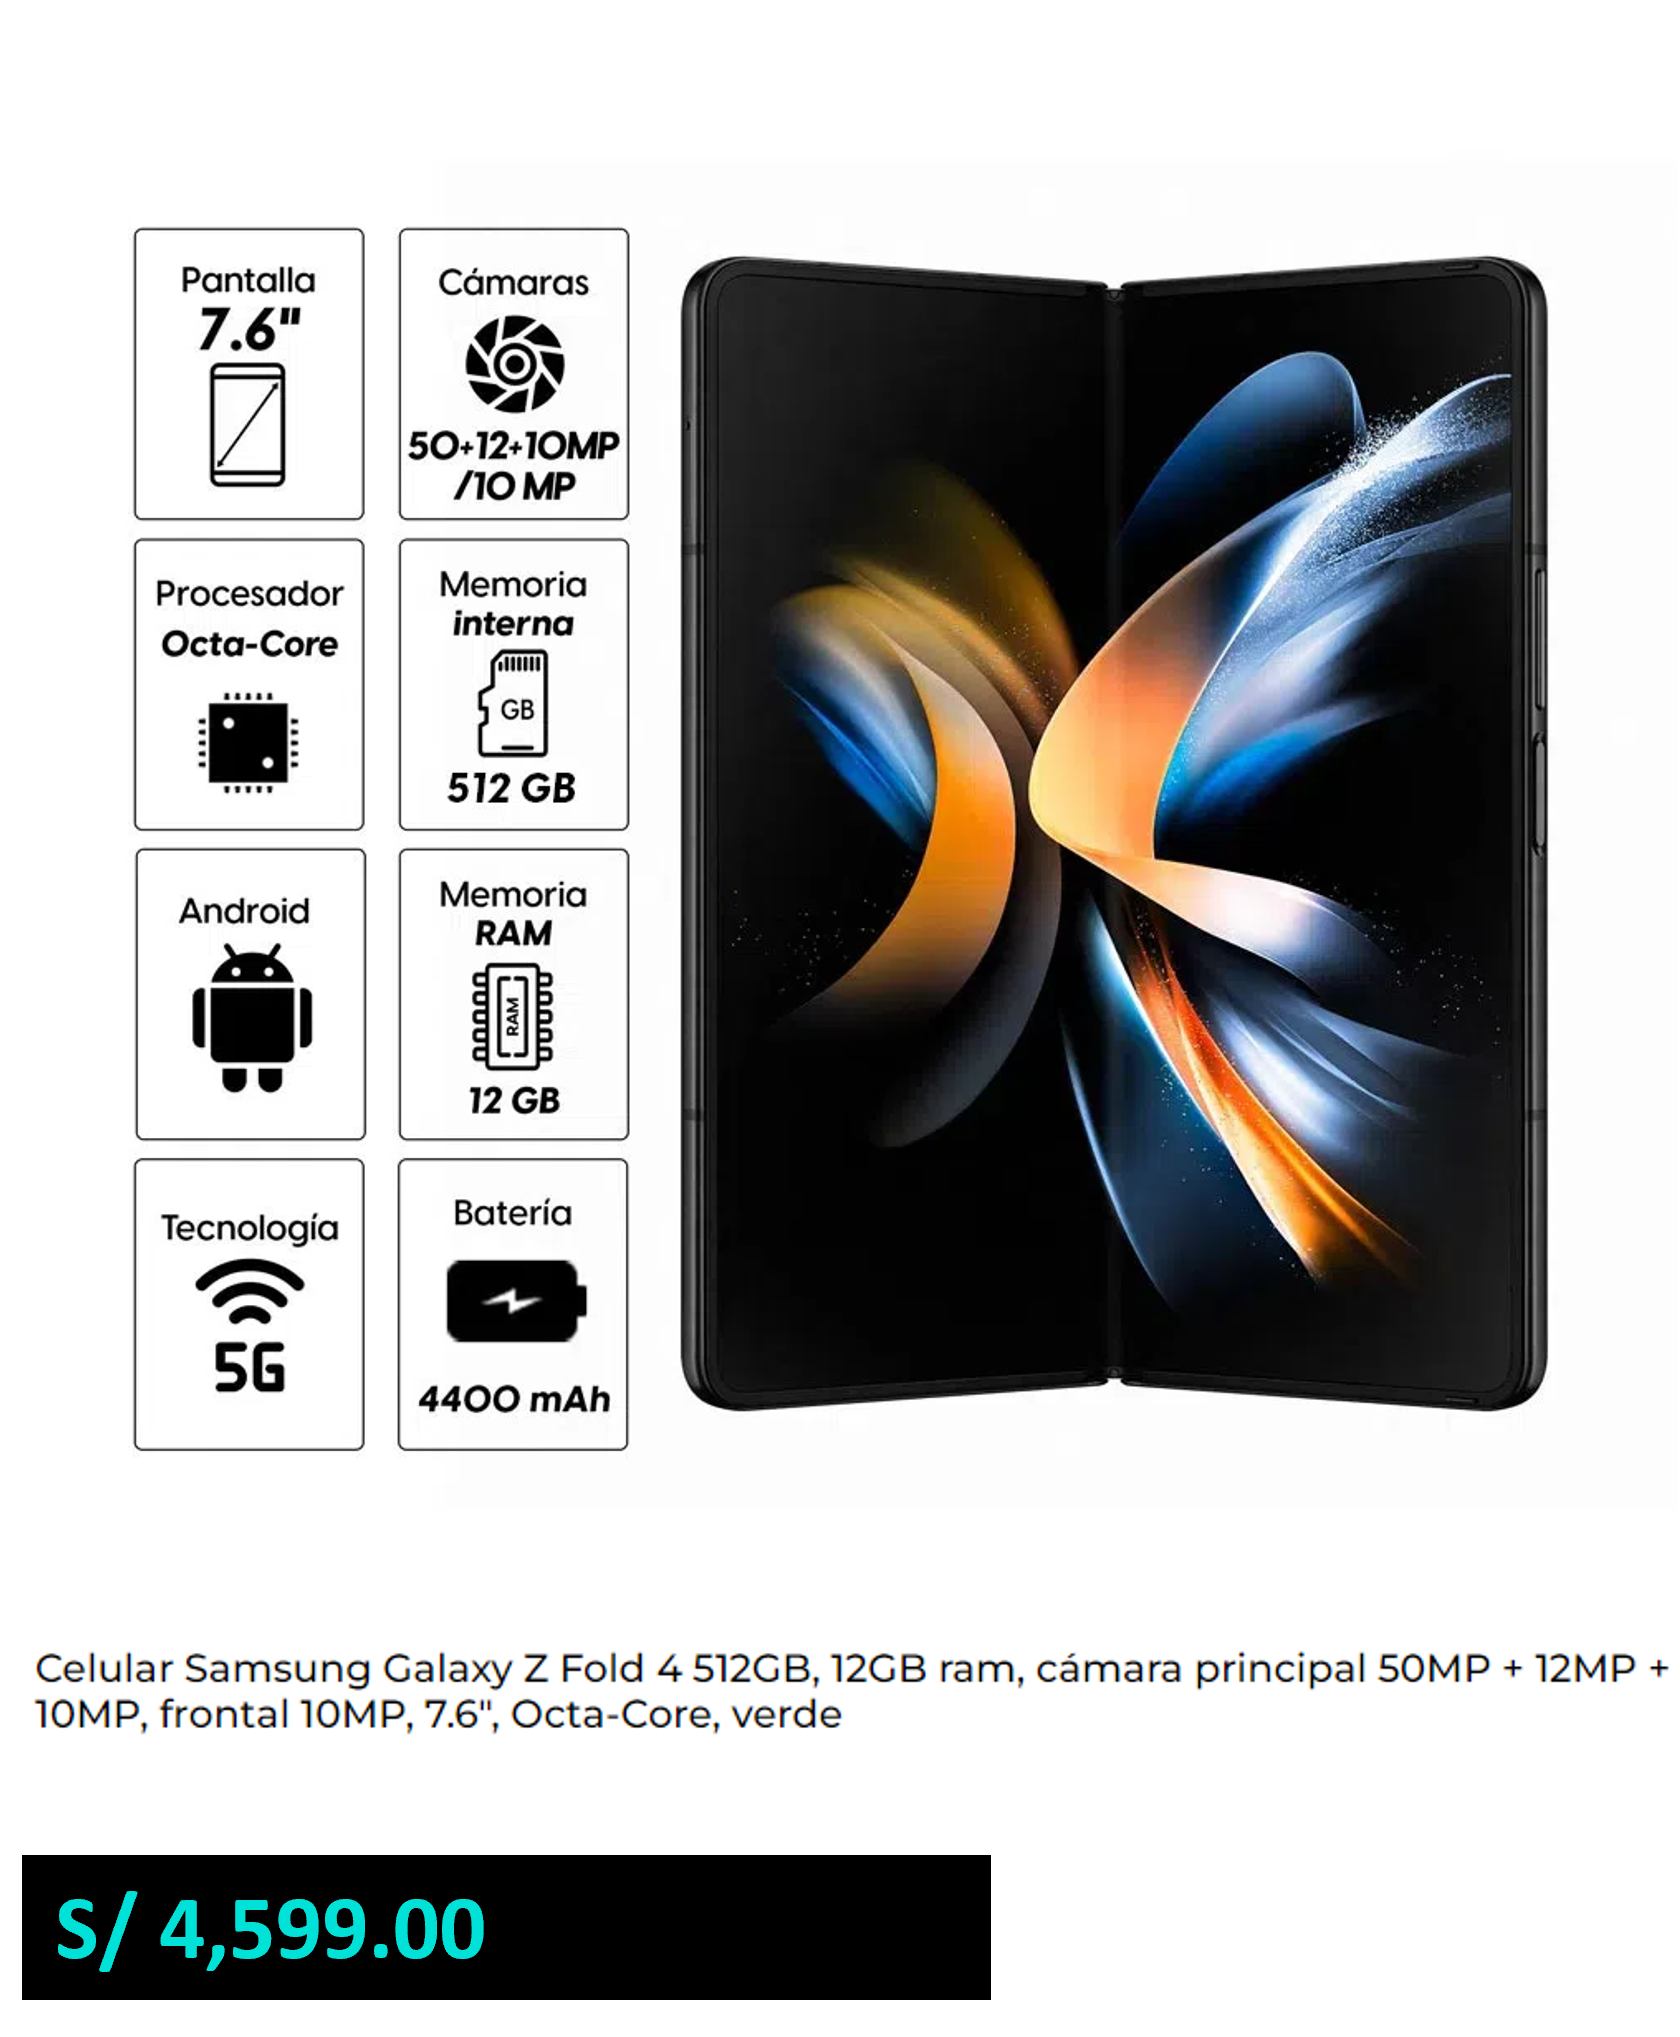 Pantalla
7.6"
Cámaras
50+12+10MP
/10 MP
Procesador
Octa-Core
Memoria
interna
GB
512 GB
Android
Memoria
RAM
RAM
12 GB
Tecnología
5G
Batería
4400 mAh
Celular Samsung Galaxy Z Fold 4 512GB, 12GB ram, cámara principal 50MP + 12MP +
10MP, frontal 10MP, 7.6", Octa-Core, verde
S/ 4,599.00